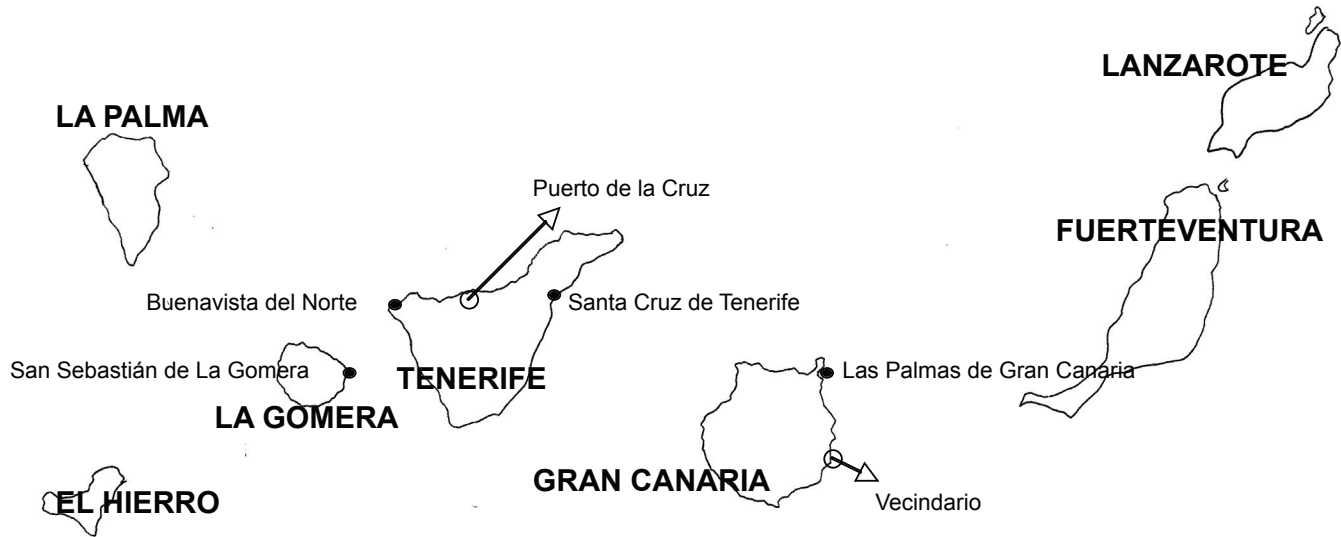 LANZAROTE
LA PALMA
Puerto de la Cruz
FUERTEVENTURA
Buenavista del Norte
Santa Cruz de Tenerife
San Sebastián de La Gomera
TENERIFE
Las Palmas de Gran Canaria
LA GOMERA
GRAN CANARIA
EL HIERRO
Vecindario